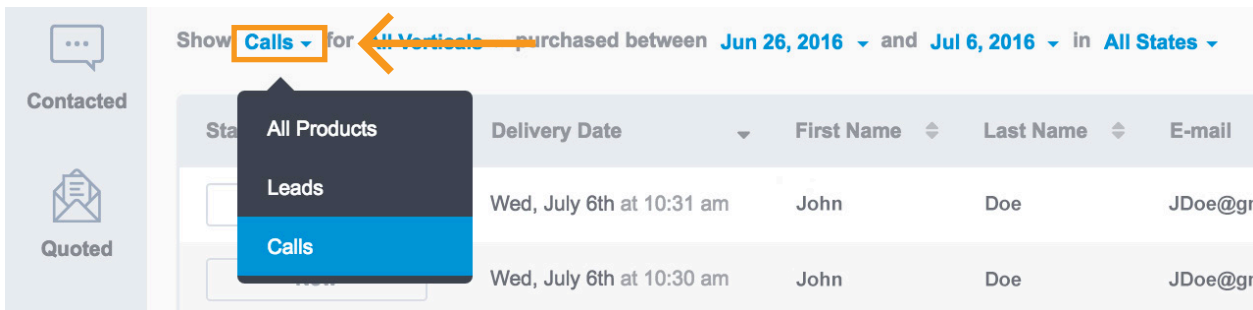 Show Calls for All Verticals purchased between Jun 26, 2016 and Jul 6, 2016 in All States
Contacted
All Products
Leads
Calls
Sta Delivery Date First Name Last Name E-mail
Wed, July 6th at 10:31 am John Doe JDoe@gm
Quoted
Wed, July 6th at 10:30 am John Doe JDoe@gm